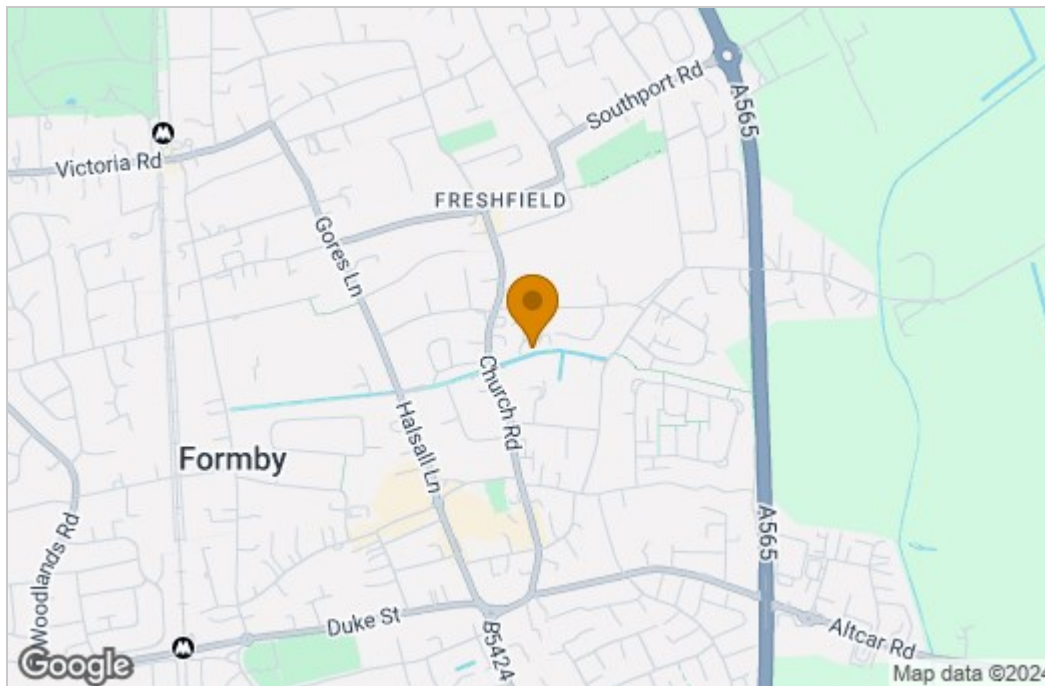 Southport Rd
A565
Victoria Rd
FRESHFIELD
Gores Ln
Church Rd
Halsall Ln
Formby
Woodlands Rd
A565
Duke St
B5424
Altcar Rd
Google
Map data ©2024